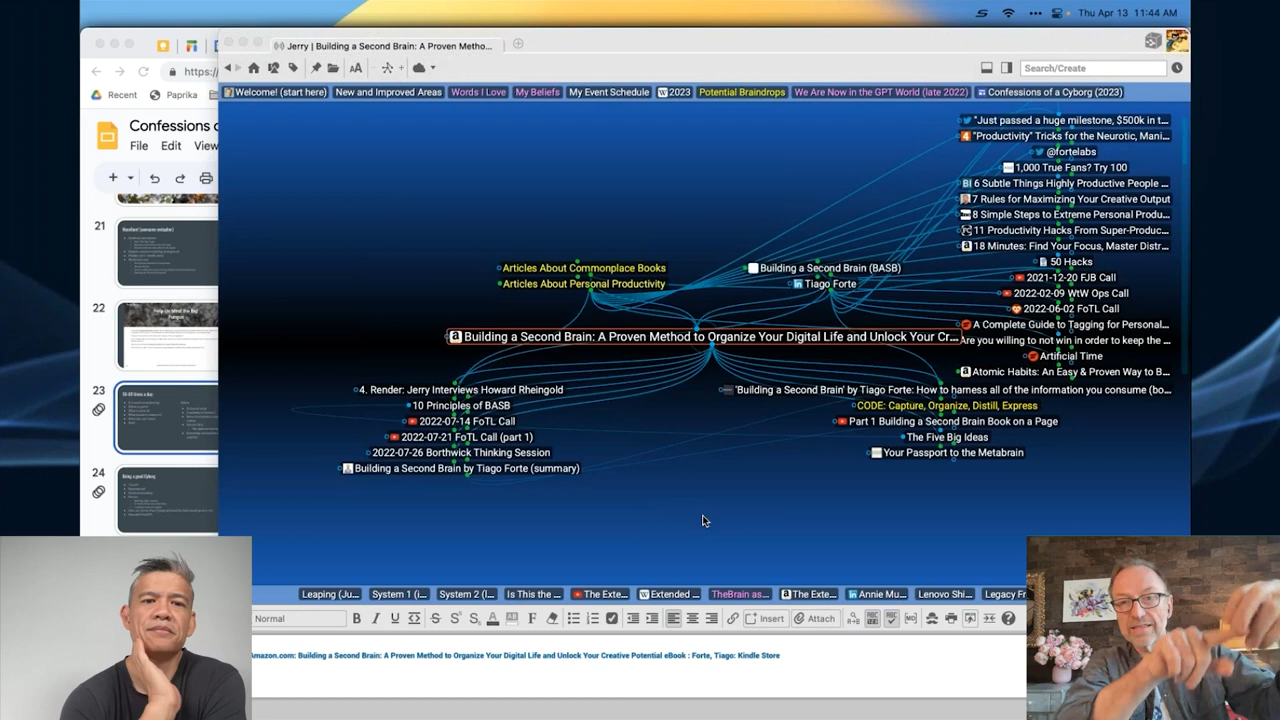 Thu Apr 13 11:44 AM
Jerry | Building a Second Brain: A Proven Metho...
https:/
Search/Create
Recent
Paprika
Welcome! (start here)
New and Improved Areas
Words I Love
My Beliefs
My Event Schedule
2023
Potential Braindrops
We Are Now in the GPT World (late 2022)
Confessions of a Cyborg (2023)
Confessions o
File Edit View
21
22
Help Us Mind the Big Fungus
23
24
Being a good Cyborg
"Just passed a huge milestone, $500k in t...
"Productivity" Tricks for the Neurotic, Mani...
@fortelabs
1,000 True Fans? Try 100
6 Subtle Things Highly Productive People ...
7 Rules for Maximizing Your Creative Output
8 Simple Steps to Extreme Personal Produ...
11 Productivity Hacks From Super-Produc...
18 Minutes: Find Your Focus, Master Distr...
50 Hacks
2021-12-20 FJB Call
2022-02-09 WW Ops Call
FoTL Call
for Personal...
win in order to keep the ...
Artificial Time
Atomic Habits: An Easy & Proven Way to B...
Articles About Commonplace Books
Articles About Personal Productivity
Building a Second Brain (BASB)
Tiago Forte
Building a Second Brain: A Proven Method to Organize Your Digital Life and Unlock Your
4. Render: Jerry Interviews Howard Rheingold
10 Principles of BASB
2022-07-14 FoTL Call
2022-07-21 FoTL Call (part 1)
2022-07-26 Borthwick Thinking Session
Building a Second Brain by Tiago Forte (summary)
'Building a Second Brain' by Tiago Forte: How to harness all of the information you consume (bo...
CODE: Capture, Organize, Distill, Express
Part 1 Building a Second Brain Book on a Page
The Five Big Ideas
Your Passport to the Metabrain
Leaping (Ju...
System 1 (i...
System 2 (I...
Is This the ...
The Exte...
Extended ...
TheBrain as...
The Exte...
Annie Mu...
Lenovo Shi...
Legacy Fr
Normal
Insert
Attach
Amazon.com: Building a Second Brain: A Proven Method to Organize Your Digital Life and Unlock Your Creative Potential eBook : Forte, Tiago: Kindle Store